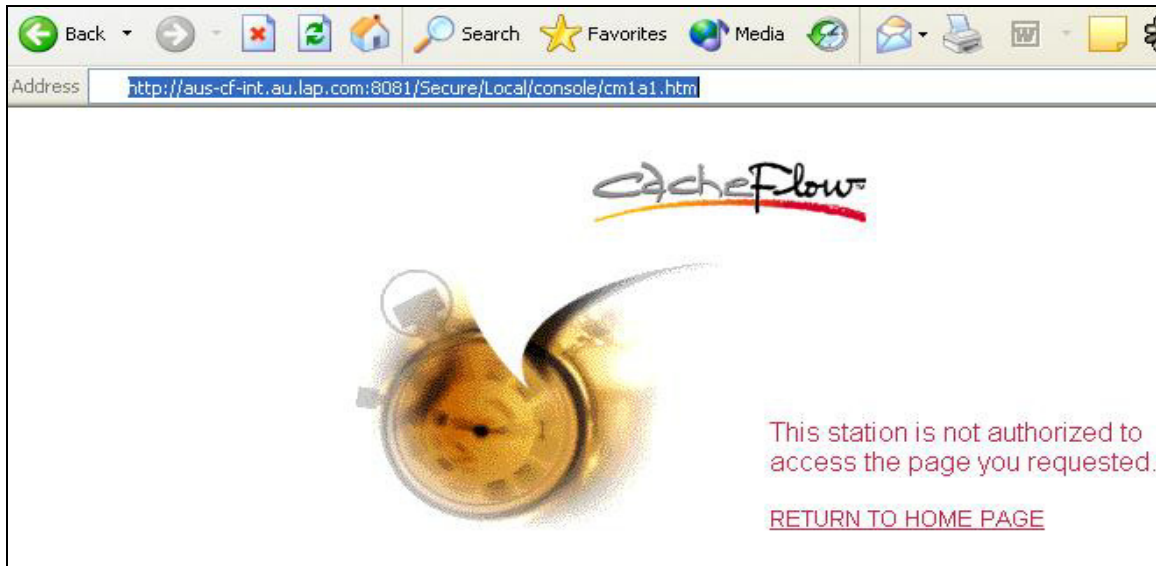 Back
Search
Favorites
Media
Address
http://aus-cf-int.au.lap.com:8081/Secure/Local/console/cm1a1.htm
cacheFlow™
This station is not authorized to
access the page you requested.
RETURN TO HOME PAGE